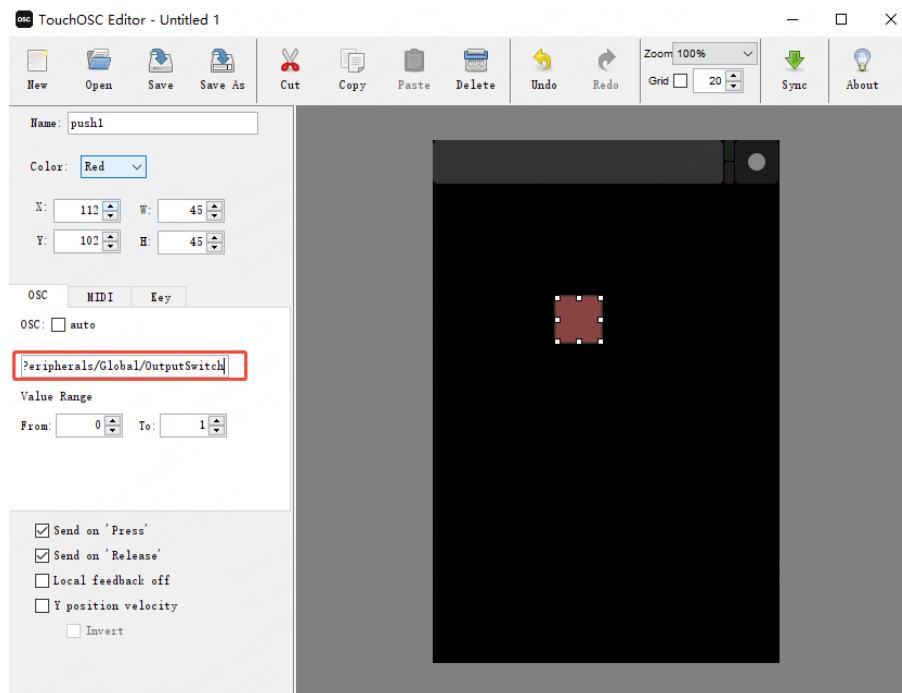 osc TouchOSC Editor - Untitled 1
New Open Save Save As Cut Copy Paste Delete Undo Redo Zoom 100% Grid 20 Sync About
Name: push1
Color: Red
X: 112 W: 45
Y: 102 H: 45
OSC MIDI Key
OSC: auto
Peripherals/Global/OutputSwitch
Value Range
From: 0 To: 1
Send on 'Press'
Send on 'Release'
Local feedback off
Y position velocity
Invert